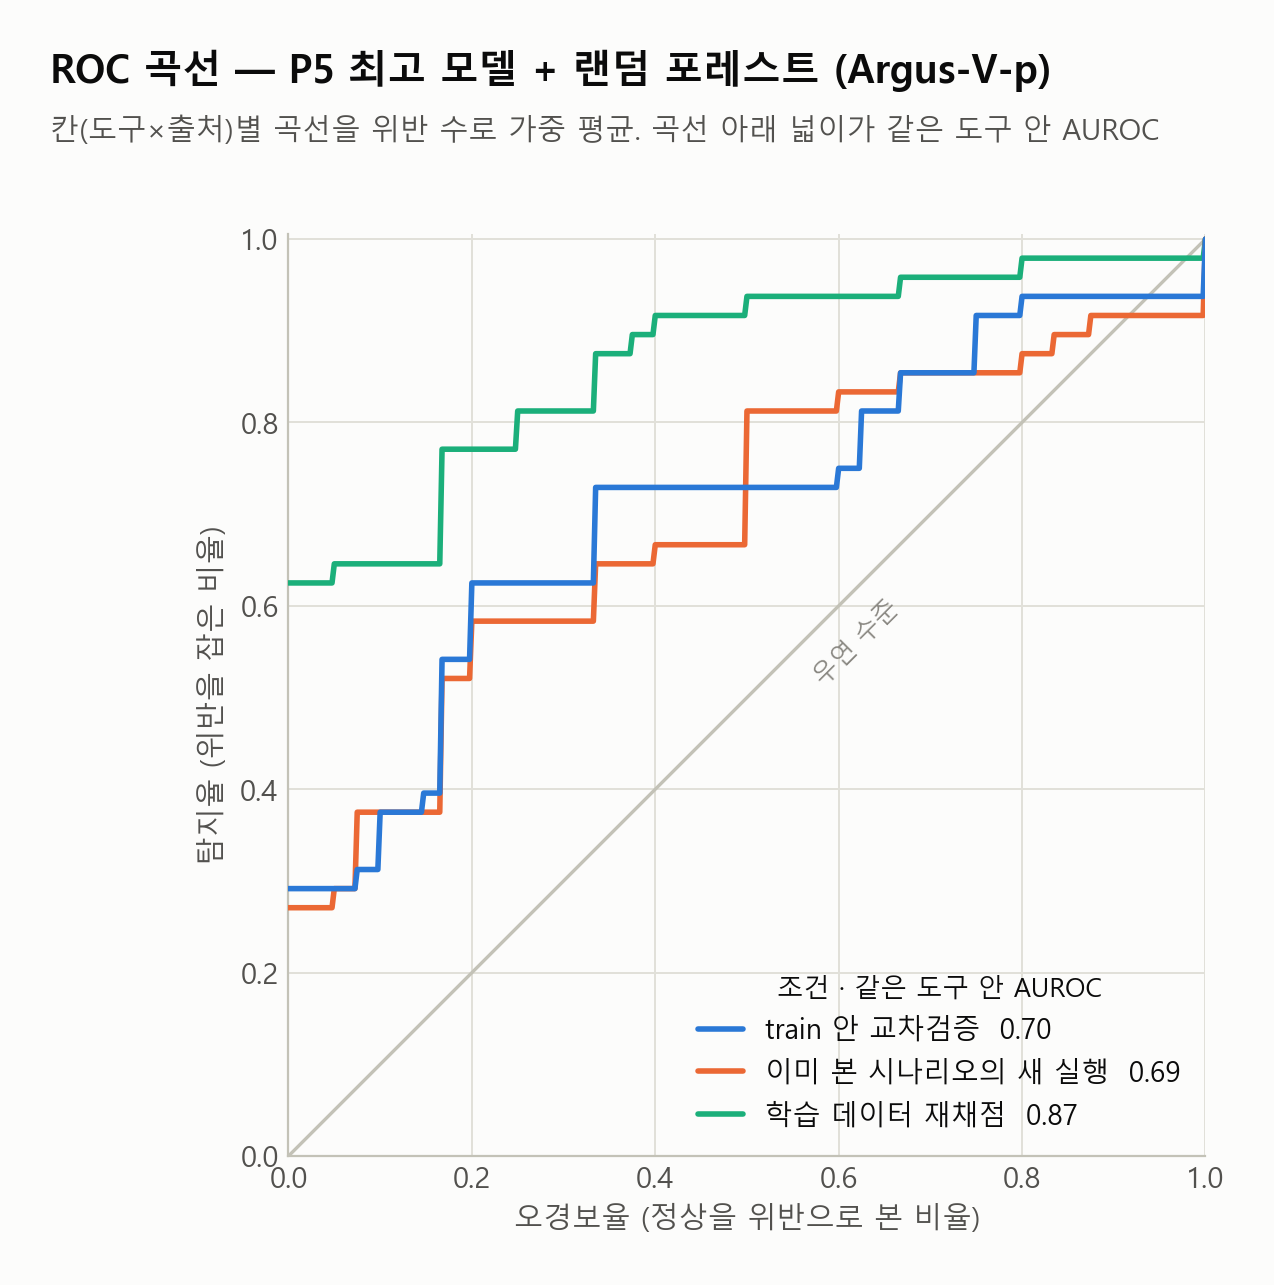 ROC 곡선 — P5 최고 모델 + 랜덤 포레스트 (Argus-V-p)
칸(도구×출처)별 곡선을 위반 수로 가중 평균. 곡선 아래 넓이가 같은 도구 안 AUROC
탐지율 (위반을 잡은 비율)
1.0
0.8
0.6
0.4
0.2
0.0
우연 수준
조건 · 같은 도구 안 AUROC
train 안 교차검증 0.70
이미 본 시나리오의 새 실행 0.69
학습 데이터 재채점 0.87
0.0 0.2 0.4 0.6 0.8 1.0
오경보율 (정상을 위반으로 본 비율)